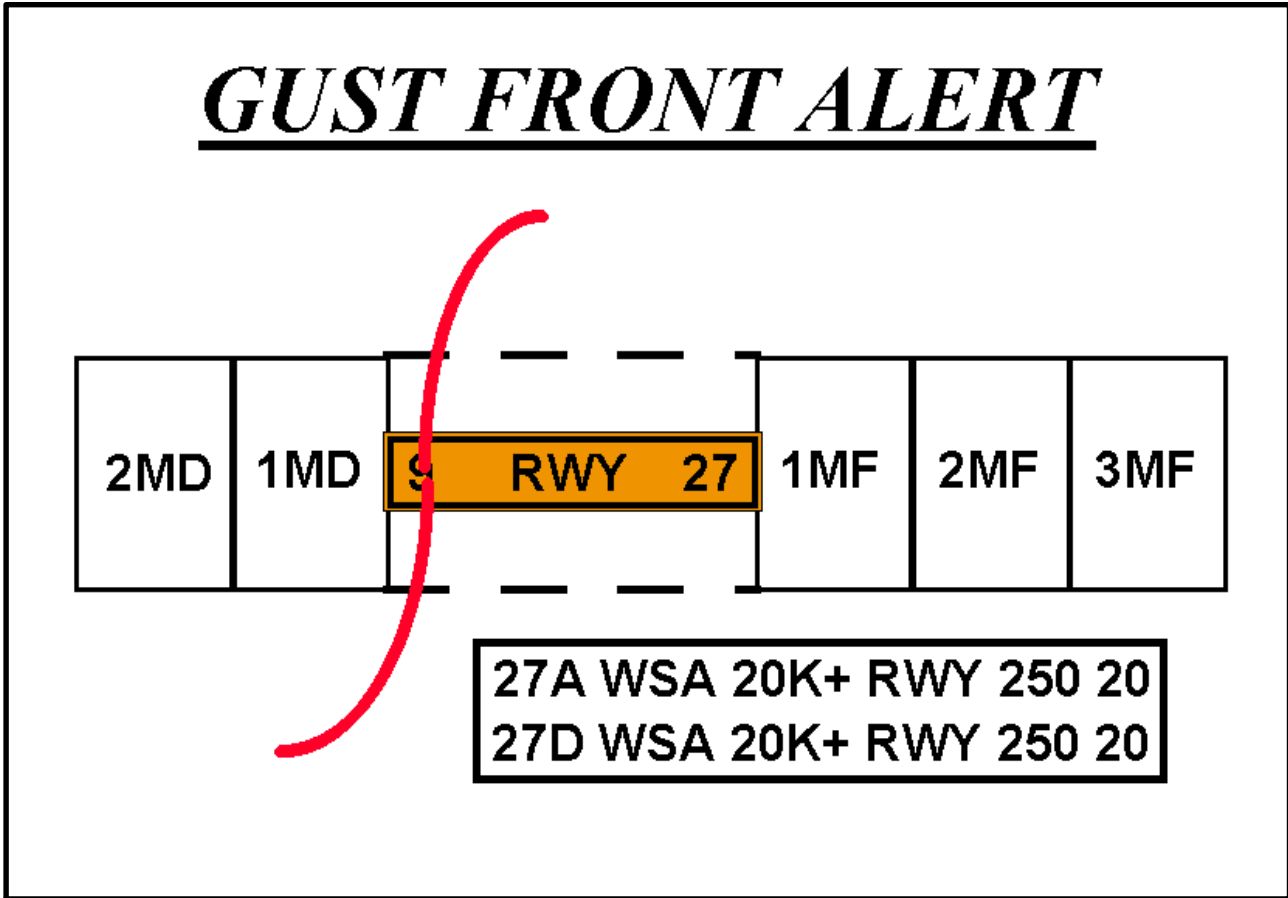 GUST FRONT ALERT
2MD 1MD 9 RWY 27 1MF 2MF 3MF
27A WSA 20K+ RWY 250 20
27D WSA 20K+ RWY 250 20